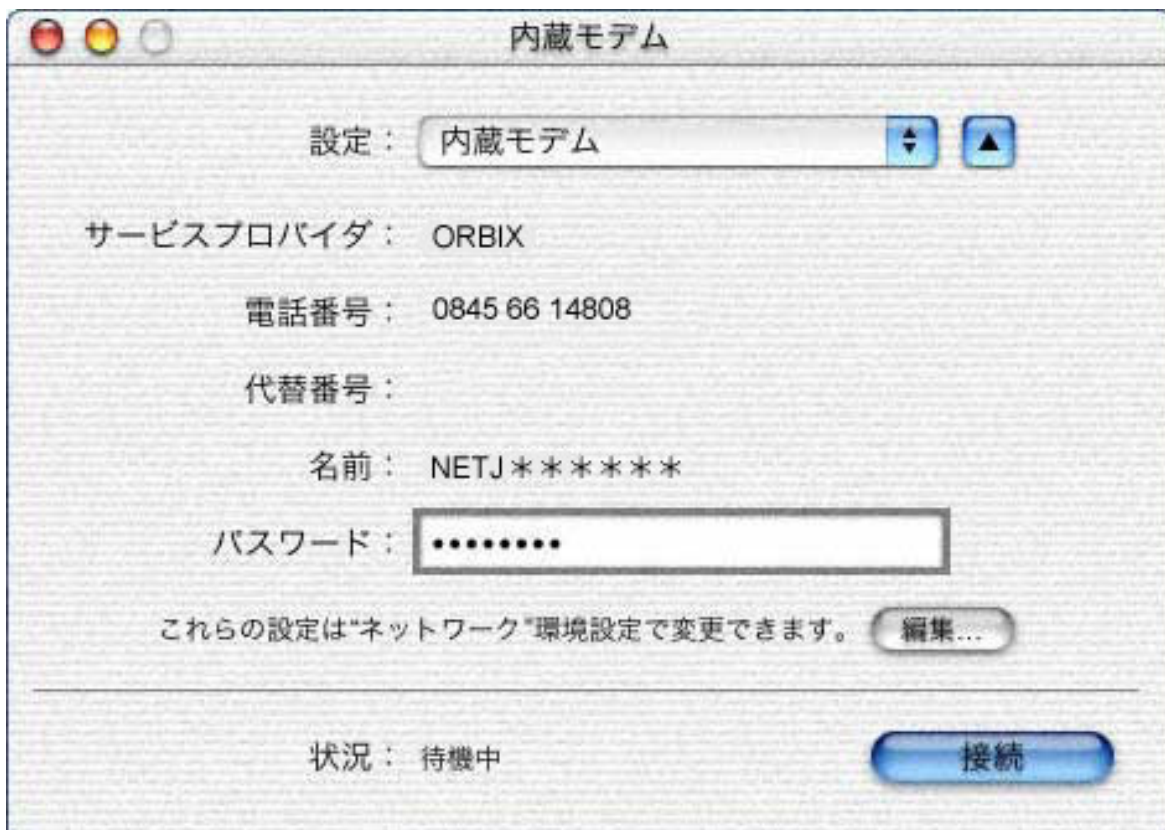 内蔵モデム
設定： 内蔵モデム
サービスプロバイダ： ORBIX
電話番号： 0845 66 14808
代替番号：
名前： NETJ＊＊＊＊＊＊
パスワード： ••••••••
これらの設定は“ネットワーク”環境設定で変更できます。 編集...
状況： 待機中 接続